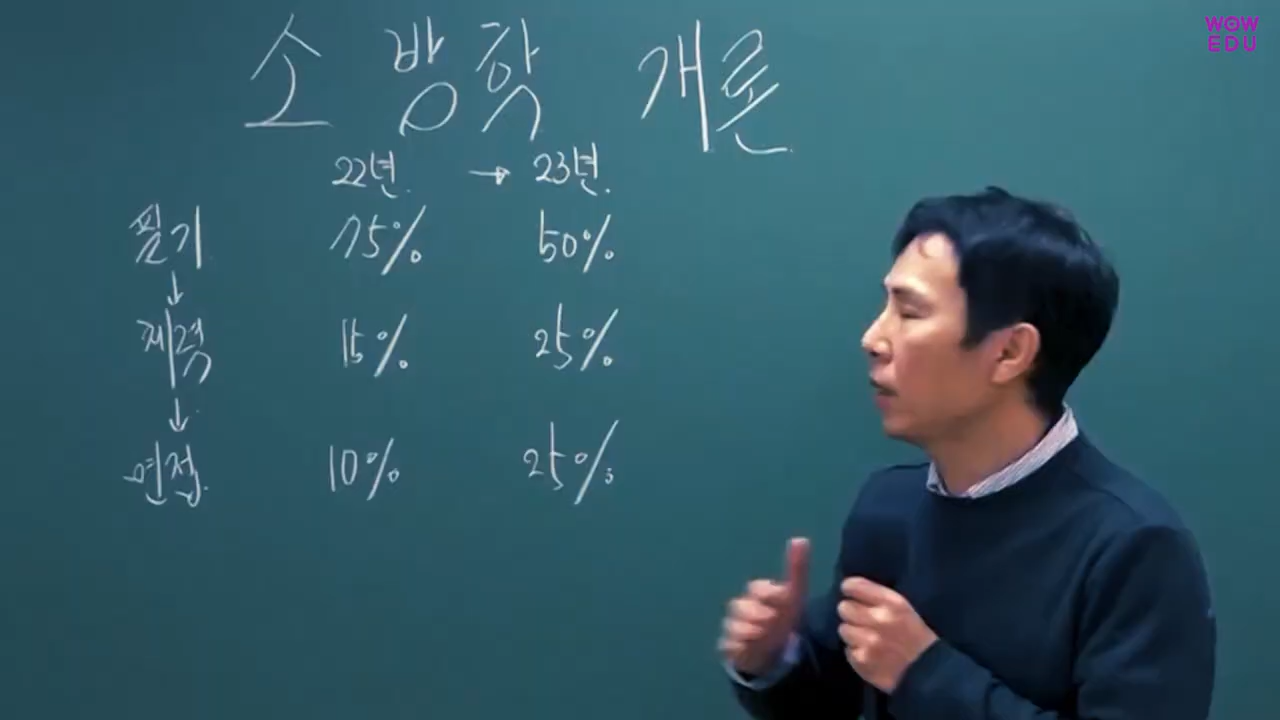 WOW
EDU
소방학 개론
22년. → 23년.
필기 75% 50%
↓
체력 15% 25%
↓
면접. 10% 25%